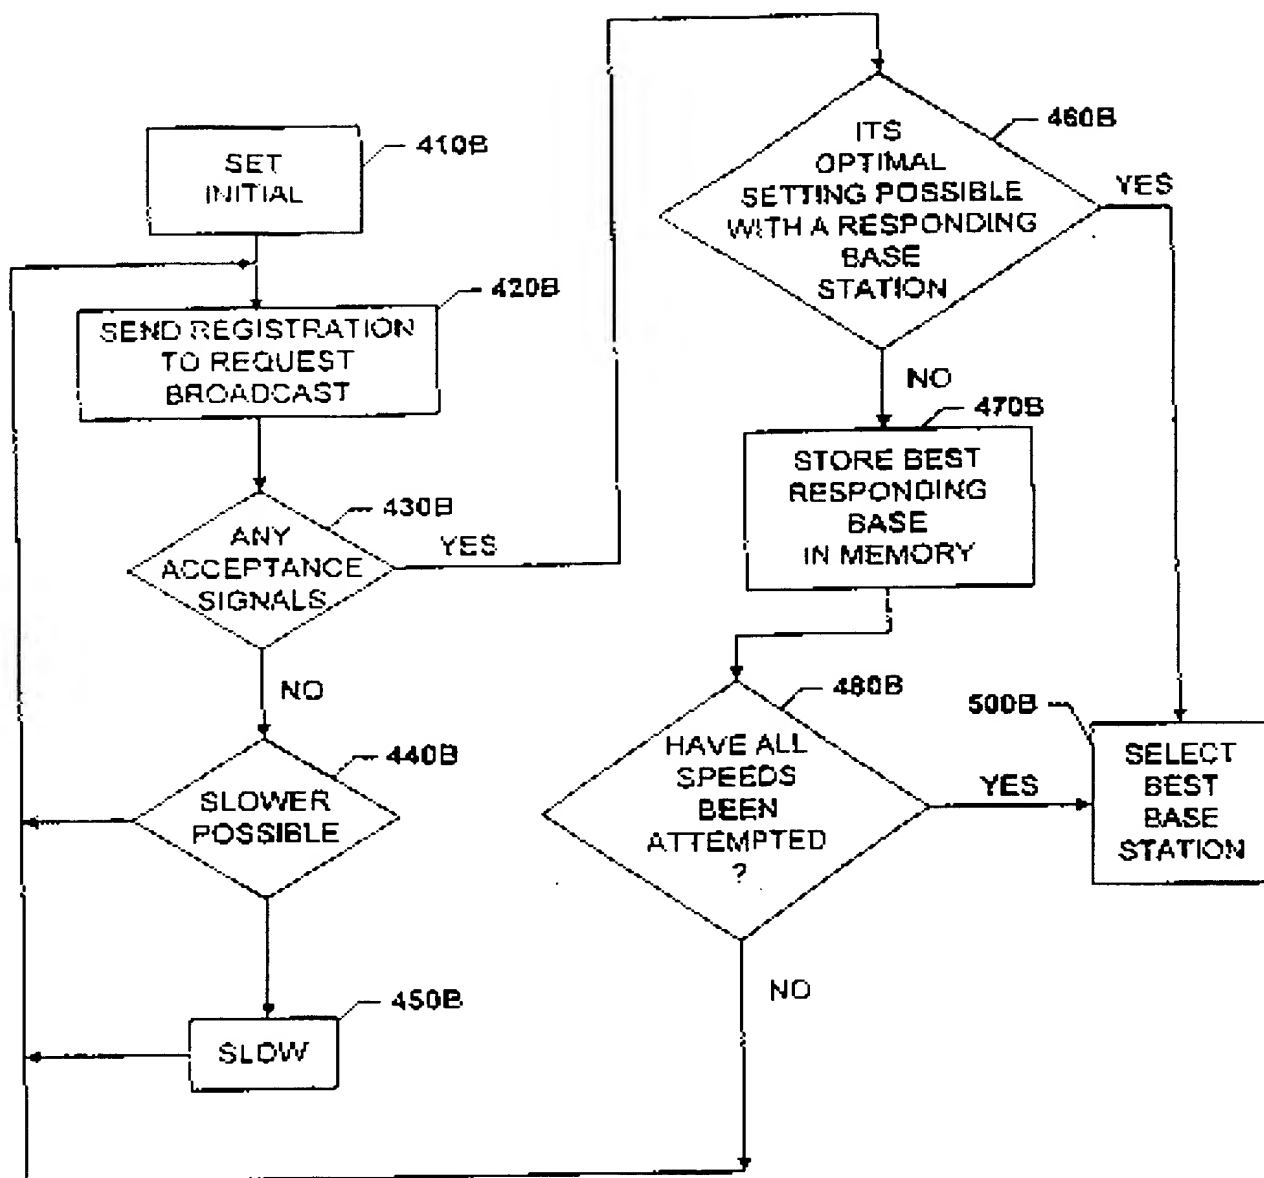 SET
INITIAL
410B
SEND REGISTRATION
TO REQUEST
BROADCAST
420B
ANY
ACCEPTANCE
SIGNALS
430B
YES
NO
SLOWER
POSSIBLE
440B
SLOW
450B
ITS
OPTIMAL
SETTING POSSIBLE
WITH A RESPONDING
BASE
STATION
460B
YES
NO
STORE BEST
RESPONDING
BASE
IN MEMORY
470B
HAVE ALL
SPEEDS
BEEN
ATTEMPTED
?
480B
YES
NO
SELECT
BEST
BASE
STATION
500B